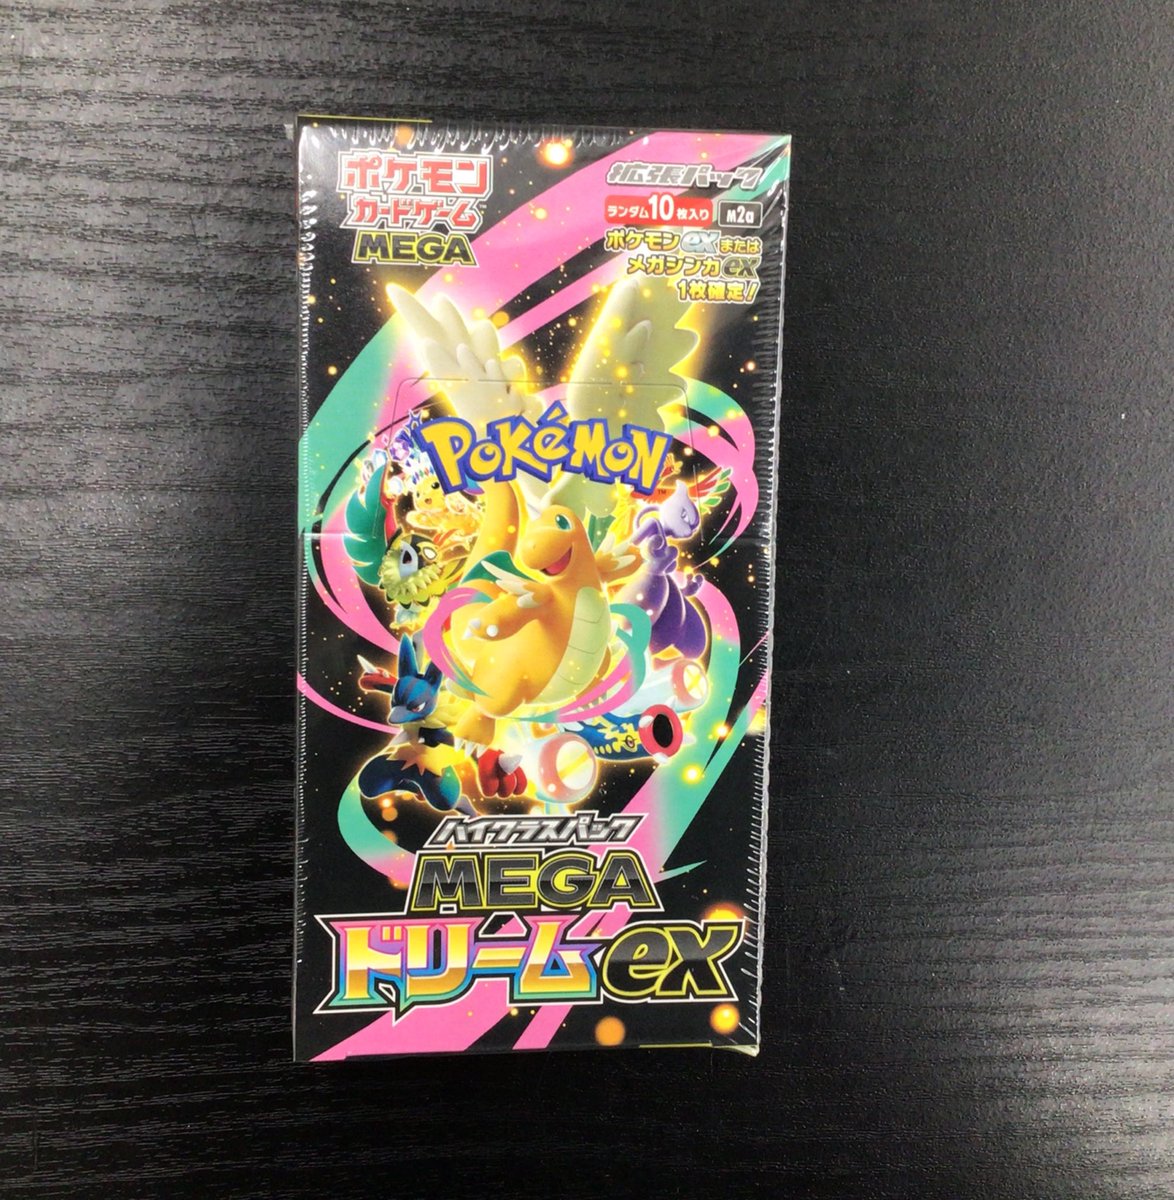 ポケモン
カードゲーム™
MEGA
拡張パック
ランダム10枚入り M2a
ポケモンexまたは
メガシンカex
1枚確定!
POKéMON™
ハイクラスパック
MEGA
ドリームex